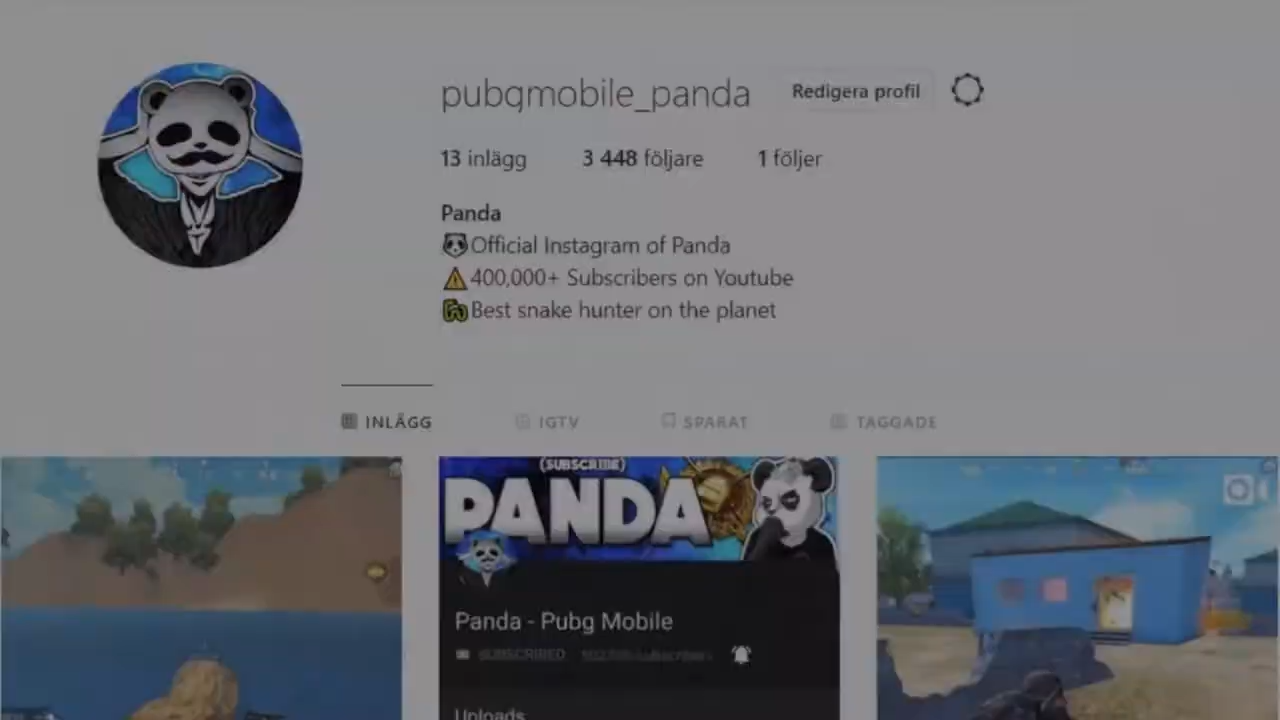 pubgmobile_panda Redigera profil
13 inlägg 3 448 följare 1 följer
Panda
Official Instagram of Panda
400,000+ Subscribers on Youtube
Best snake hunter on the planet
INLÄGG IGTV SPARAT TAGGADE
(SUBSCRIBE)
PANDA
Panda - Pubg Mobile
SUBSCRIBED
Uploads